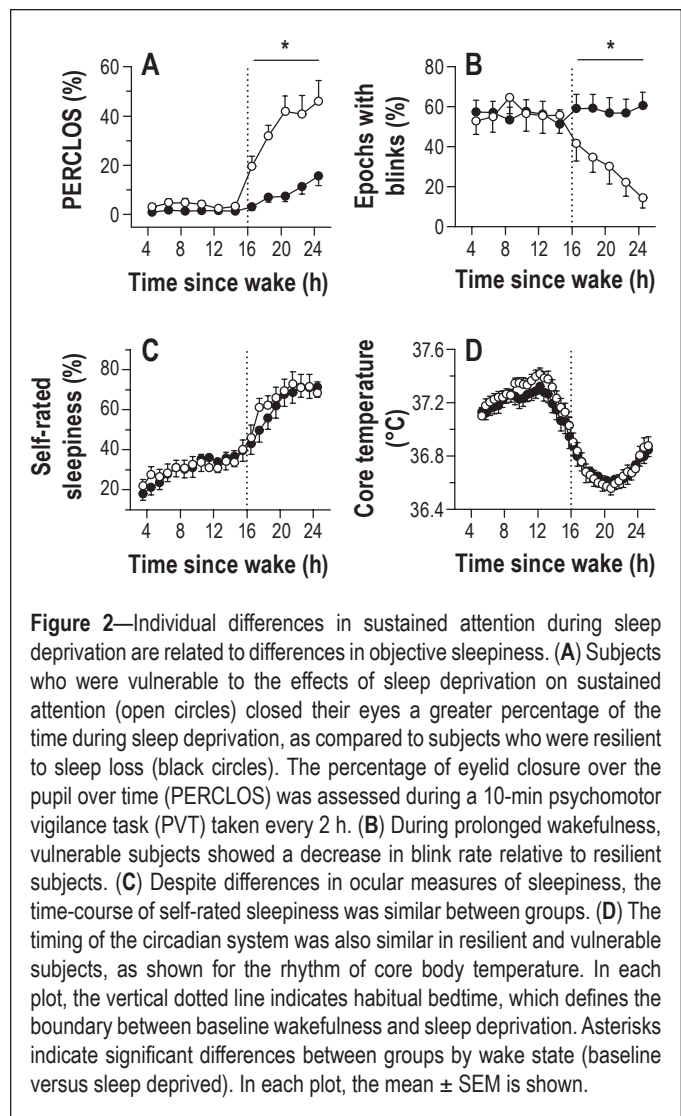 A
*
PERCLOS (%)
60
40
20
0
4 8 12 16 20 24
Time since wake (h)
B
*
Epochs with
blinks (%)
80
60
40
20
0
4 8 12 16 20 24
Time since wake (h)
C
Self-rated
sleepiness (%)
80
60
40
20
4 8 12 16 20 24
Time since wake (h)
D
Core temperature
(°C)
37.6
37.2
36.8
36.4
4 8 12 16 20 24
Time since wake (h)
Figure 2—Individual differences in sustained attention during sleep
deprivation are related to differences in objective sleepiness. (A) Subjects
who were vulnerable to the effects of sleep deprivation on sustained
attention (open circles) closed their eyes a greater percentage of the
time during sleep deprivation, as compared to subjects who were resilient
to sleep loss (black circles). The percentage of eyelid closure over the
pupil over time (PERCLOS) was assessed during a 10-min psychomotor
vigilance task (PVT) taken every 2 h. (B) During prolonged wakefulness,
vulnerable subjects showed a decrease in blink rate relative to resilient
subjects. (C) Despite differences in ocular measures of sleepiness, the
time-course of self-rated sleepiness was similar between groups. (D) The
timing of the circadian system was also similar in resilient and vulnerable
subjects, as shown for the rhythm of core body temperature. In each
plot, the vertical dotted line indicates habitual bedtime, which defines the
boundary between baseline wakefulness and sleep deprivation. Asterisks
indicate significant differences between groups by wake state (baseline
versus sleep deprived). In each plot, the mean ± SEM is shown.